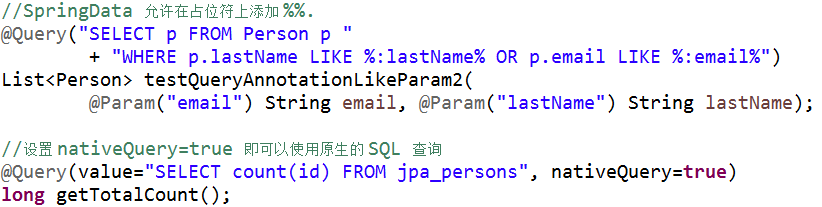 //SpringData 允许在占位符上添加 %%.
@Query("SELECT p FROM Person p "
        + "WHERE p.lastName LIKE %:lastName% OR p.email LIKE %:email%")
List<Person> testQueryAnnotationLikeParam2(
        @Param("email") String email, @Param("lastName") String lastName);
//设置 nativeQuery=true 即可以使用原生的 SQL 查询
@Query(value="SELECT count(id) FROM jpa_persons", nativeQuery=true)
long getTotalCount();